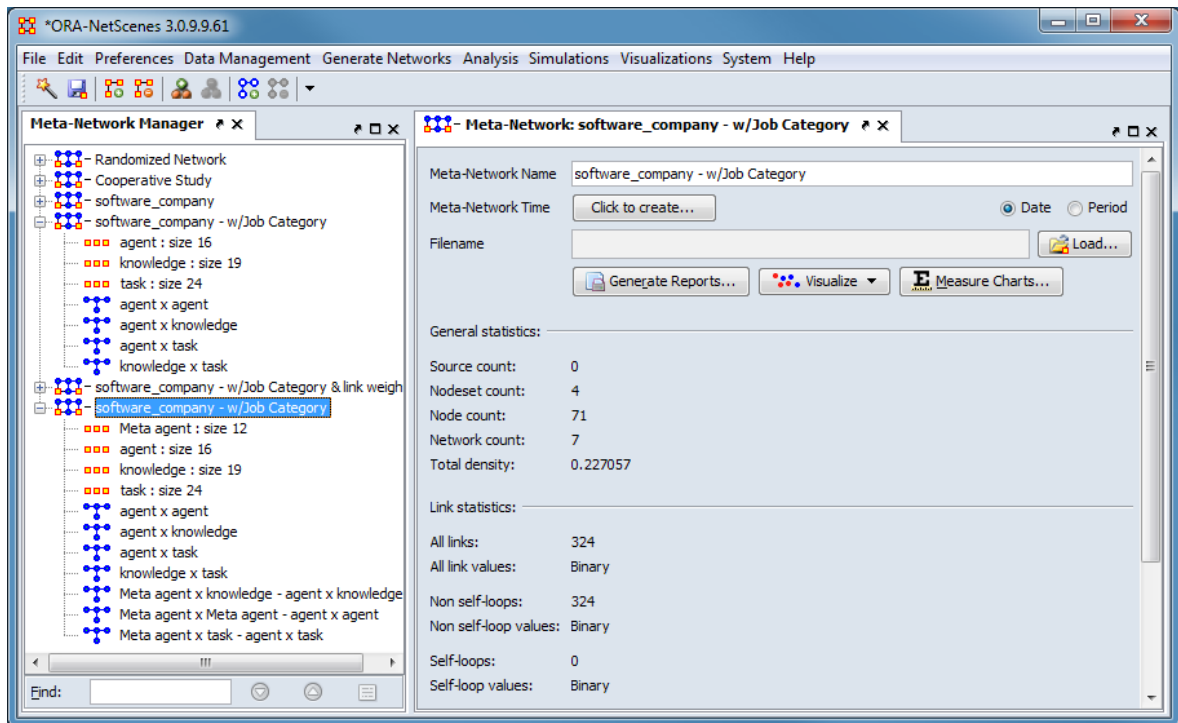 *ORA-NetScenes 3.0.9.9.61
File Edit Preferences Data Management Generate Networks Analysis Simulations Visualizations System Help
Meta-Network Manager
- Randomized Network
- Cooperative Study
- software_company
- software_company - w/Job Category
agent : size 16
knowledge : size 19
task : size 24
agent x agent
agent x knowledge
agent x task
knowledge x task
- software_company - w/Job Category & link weigh
- software_company - w/Job Category
Meta agent : size 12
agent : size 16
knowledge : size 19
task : size 24
agent x agent
agent x knowledge
agent x task
knowledge x task
Meta agent x knowledge - agent x knowledge
Meta agent x Meta agent - agent x agent
Meta agent x task - agent x task
Find:
- Meta-Network: software_company - w/Job Category
Meta-Network Name software_company - w/Job Category
Meta-Network Time Click to create... Date Period
Filename Load...
Generate Reports... Visualize Measure Charts...
General statistics:
Source count: 0
Nodeset count: 4
Node count: 71
Network count: 7
Total density: 0.227057
Link statistics:
All links: 324
All link values: Binary
Non self-loops: 324
Non self-loop values: Binary
Self-loops: 0
Self-loop values: Binary